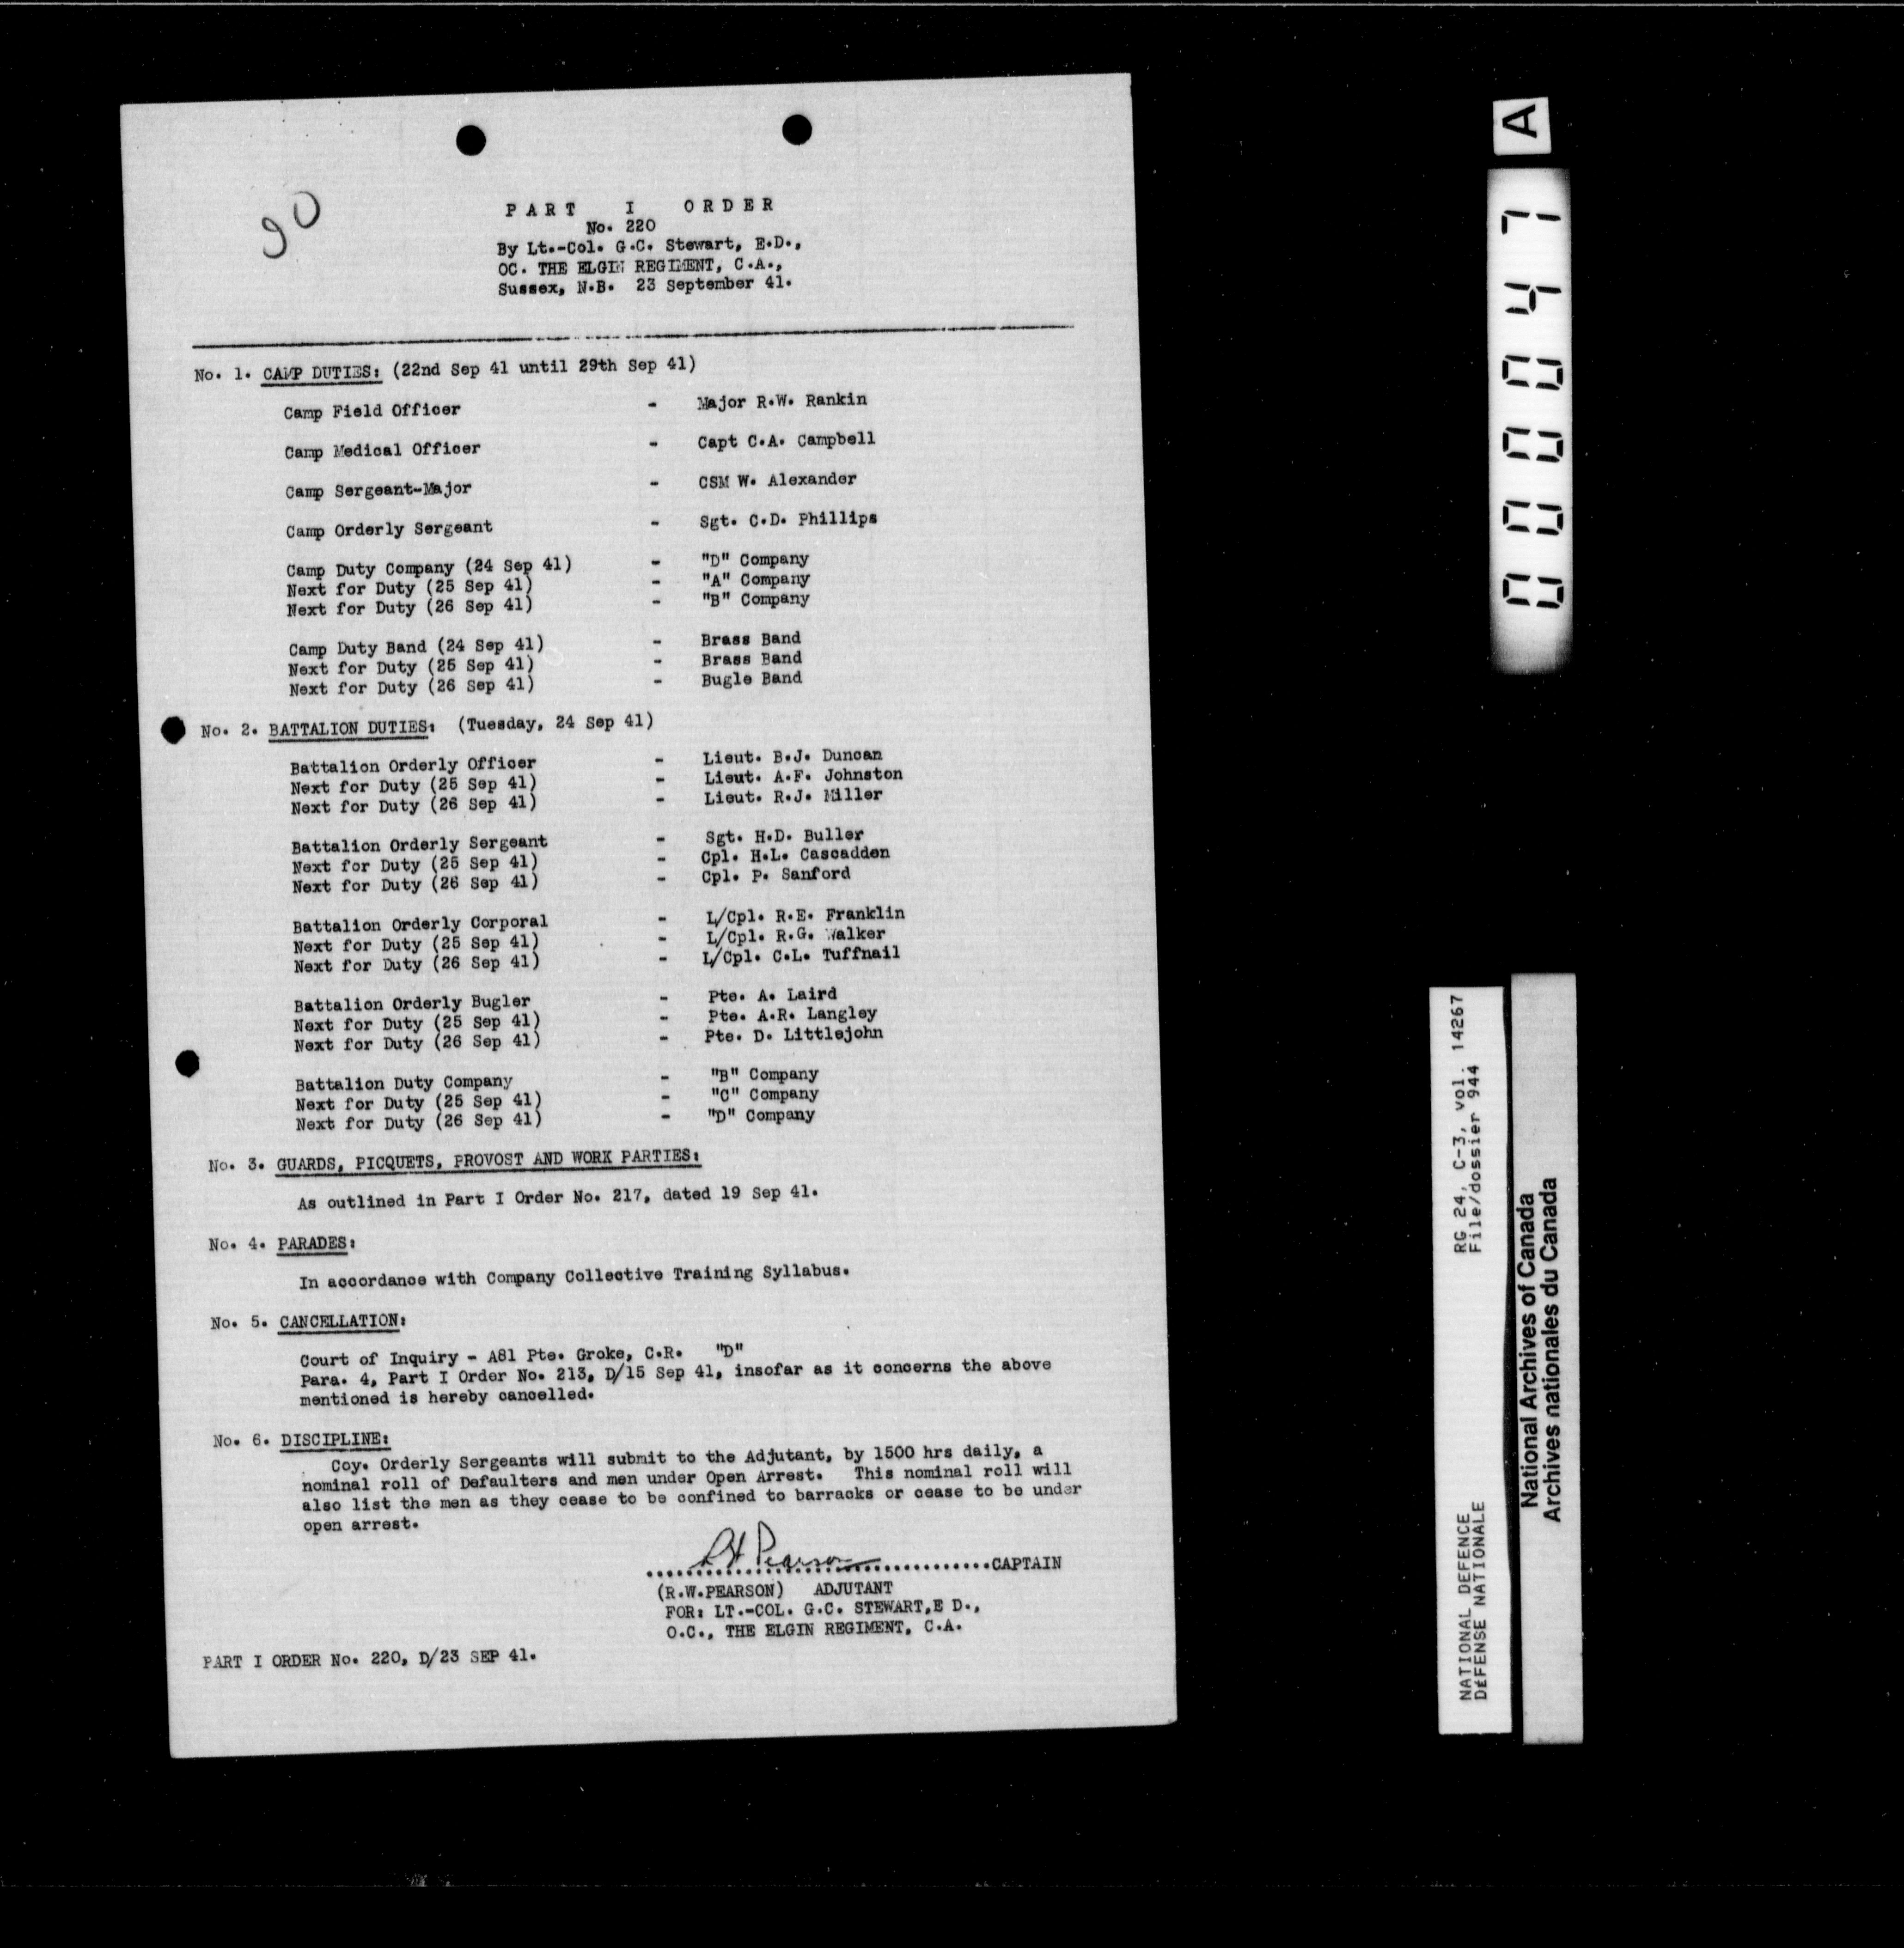 90
PART I ORDER
No. 220
By Lt.-Col. G.C. Stewart, E.D.,
OC. THE ELGIN REGIMENT, C.A.,
Sussex, N.B. 23 September 41.
No. 1. CAMP DUTIES: (22nd Sep 41 until 29th Sep 41)
Camp Field Officer - Major R.W. Rankin
Camp Medical Officer - Capt C.A. Campbell
Camp Sergeant-Major - CSM W. Alexander
Camp Orderly Sergeant - Sgt. C.D. Phillips
Camp Duty Company (24 Sep 41) - "D" Company
Next for Duty (25 Sep 41) - "A" Company
Next for Duty (26 Sep 41) - "B" Company
Camp Duty Band (24 Sep 41) - Brass Band
Next for Duty (25 Sep 41) - Brass Band
Next for Duty (26 Sep 41) - Bugle Band
No. 2. BATTALION DUTIES: (Tuesday, 24 Sep 41)
Battalion Orderly Officer - Lieut. B.J. Duncan
Next for Duty (25 Sep 41) - Lieut. A.F. Johnston
Next for Duty (26 Sep 41) - Lieut. R.J. Miller
Battalion Orderly Sergeant - Sgt. H.D. Buller
Next for Duty (25 Sep 41) - Cpl. H.L. Cascadden
Next for Duty (26 Sep 41) - Cpl. P. Sanford
Battalion Orderly Corporal - L/Cpl. R.E. Franklin
Next for Duty (25 Sep 41) - L/Cpl. R.G. Walker
Next for Duty (26 Sep 41) - L/Cpl. C.L. Tuffnail
Battalion Orderly Bugler - Pte. A. Laird
Next for Duty (25 Sep 41) - Pte. A.R. Langley
Next for Duty (26 Sep 41) - Pte. D. Littlejohn
Battalion Duty Company - "B" Company
Next for Duty (25 Sep 41) - "C" Company
Next for Duty (26 Sep 41) - "D" Company
No. 3. GUARDS, PICQUETS, PROVOST AND WORK PARTIES:
As outlined in Part I Order No. 217, dated 19 Sep 41.
No. 4. PARADES:
In accordance with Company Collective Training Syllabus.
No. 5. CANCELLATION:
Court of Inquiry - A81 Pte. Groke, C.R. "D"
Para. 4, Part I Order No. 213, D/15 Sep 41, insofar as it concerns the above
mentioned is hereby cancelled.
No. 6. DISCIPLINE:
Coy. Orderly Sergeants will submit to the Adjutant, by 1500 hrs daily, a
nominal roll of Defaulters and men under Open Arrest. This nominal roll will
also list the men as they cease to be confined to barracks or cease to be under
open arrest.
RW Pearson CAPTAIN
(R.W.PEARSON) ADJUTANT
FOR: LT.-COL. G.C. STEWART,E D.,
O.C., THE ELGIN REGIMENT, C.A.
PART I ORDER No. 220, D/23 SEP 41.
000047 A
RG 24, C-3, vol. 14267
File/dossier 944
NATIONAL DEFENCE
DÉFENSE NATIONALE
National Archives of Canada
Archives nationales du Canada